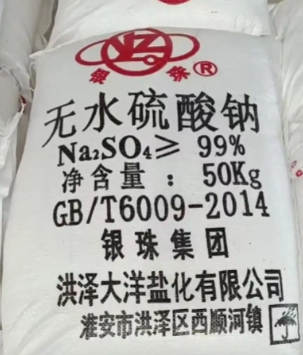 银珠®
无水硫酸钠
Na₂SO₄≥ 99%
净含量：50Kg
GB/T6009-2014
银珠集团
洪泽大洋盐化有限公司
淮安市洪泽区西顺河镇